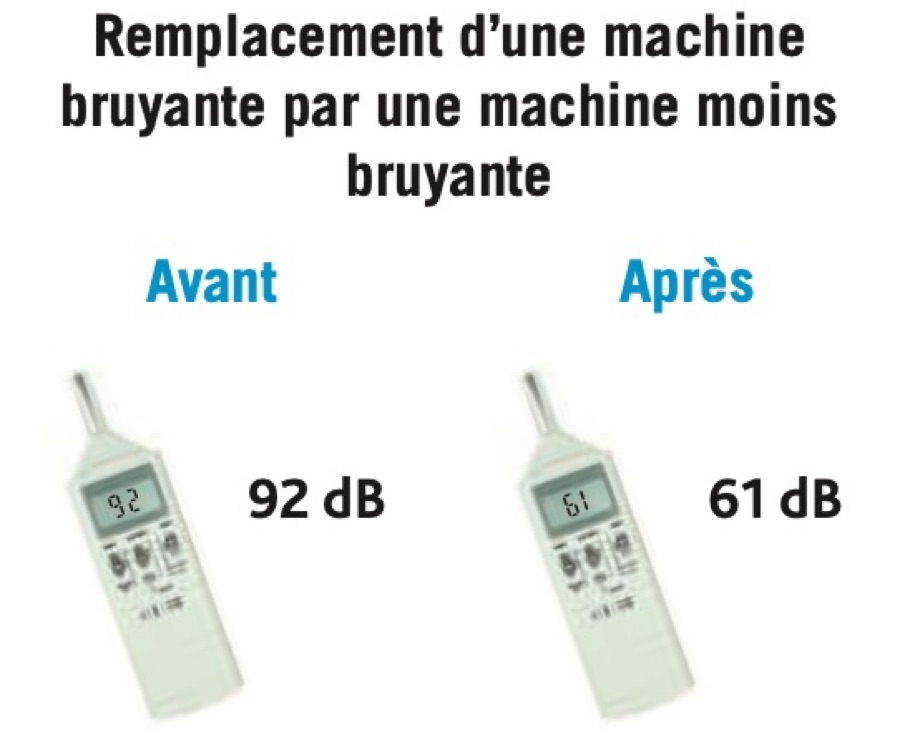 Remplacement d’une machine
bruyante par une machine moins
bruyante
Avant
Après
92
92 dB
61
61 dB